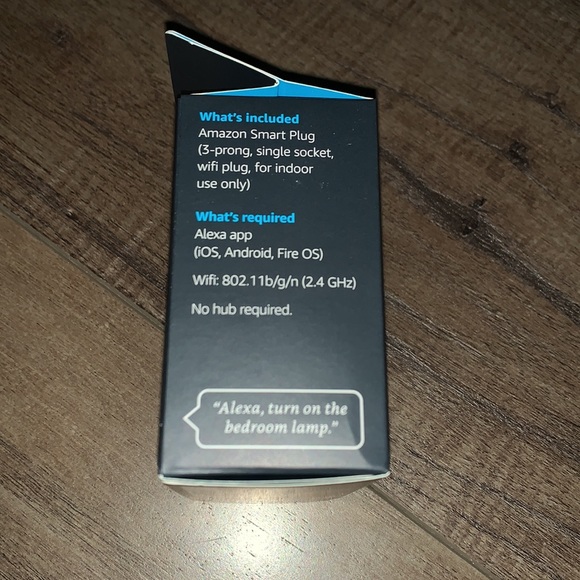 What's included
Amazon Smart Plug
(3-prong, single socket,
wifi plug, for indoor
use only)
What's required
Alexa app
(iOS, Android, Fire OS)
Wifi: 802.11b/g/n (2.4 GHz)
No hub required.
"Alexa, turn on the
bedroom lamp."